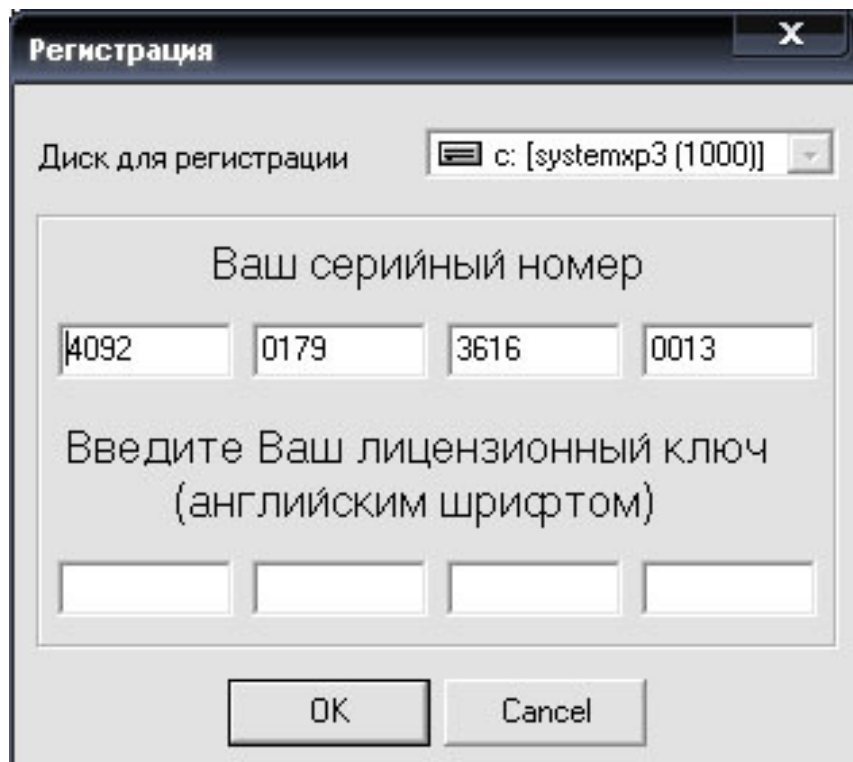 Регистрация
X
Диск для регистрации
c: [systemxp3 (1000)]
Ваш серийный номер
4092 0179 3616 0013
Введите Ваш лицензионный ключ
(английским шрифтом)
OK Cancel